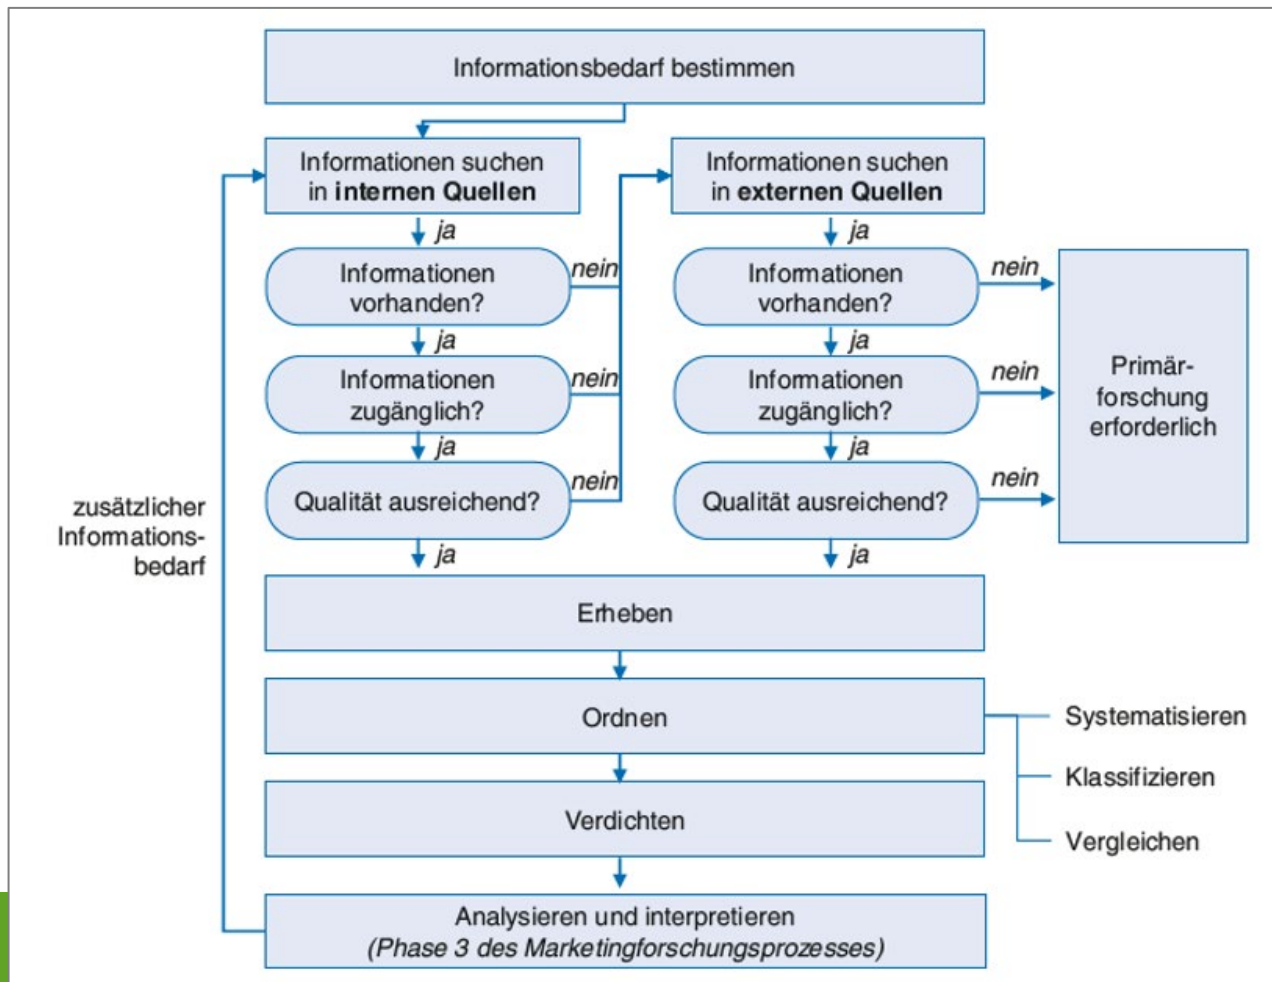 Informationsbedarf bestimmen
Informationen suchen
in internen Quellen
Informationen suchen
in externen Quellen
ja
ja
Informationen
vorhanden?
nein
Informationen
vorhanden?
nein
ja
ja
Informationen
zugänglich?
nein
Informationen
zugänglich?
nein
Primär-
forschung
erforderlich
ja
ja
Qualität ausreichend?
nein
Qualität ausreichend?
nein
zusätzlicher
Informations-
bedarf
ja
ja
Erheben
Ordnen
Systematisieren
Klassifizieren
Vergleichen
Verdichten
Analysieren und interpretieren
(Phase 3 des Marketingforschungsprozesses)